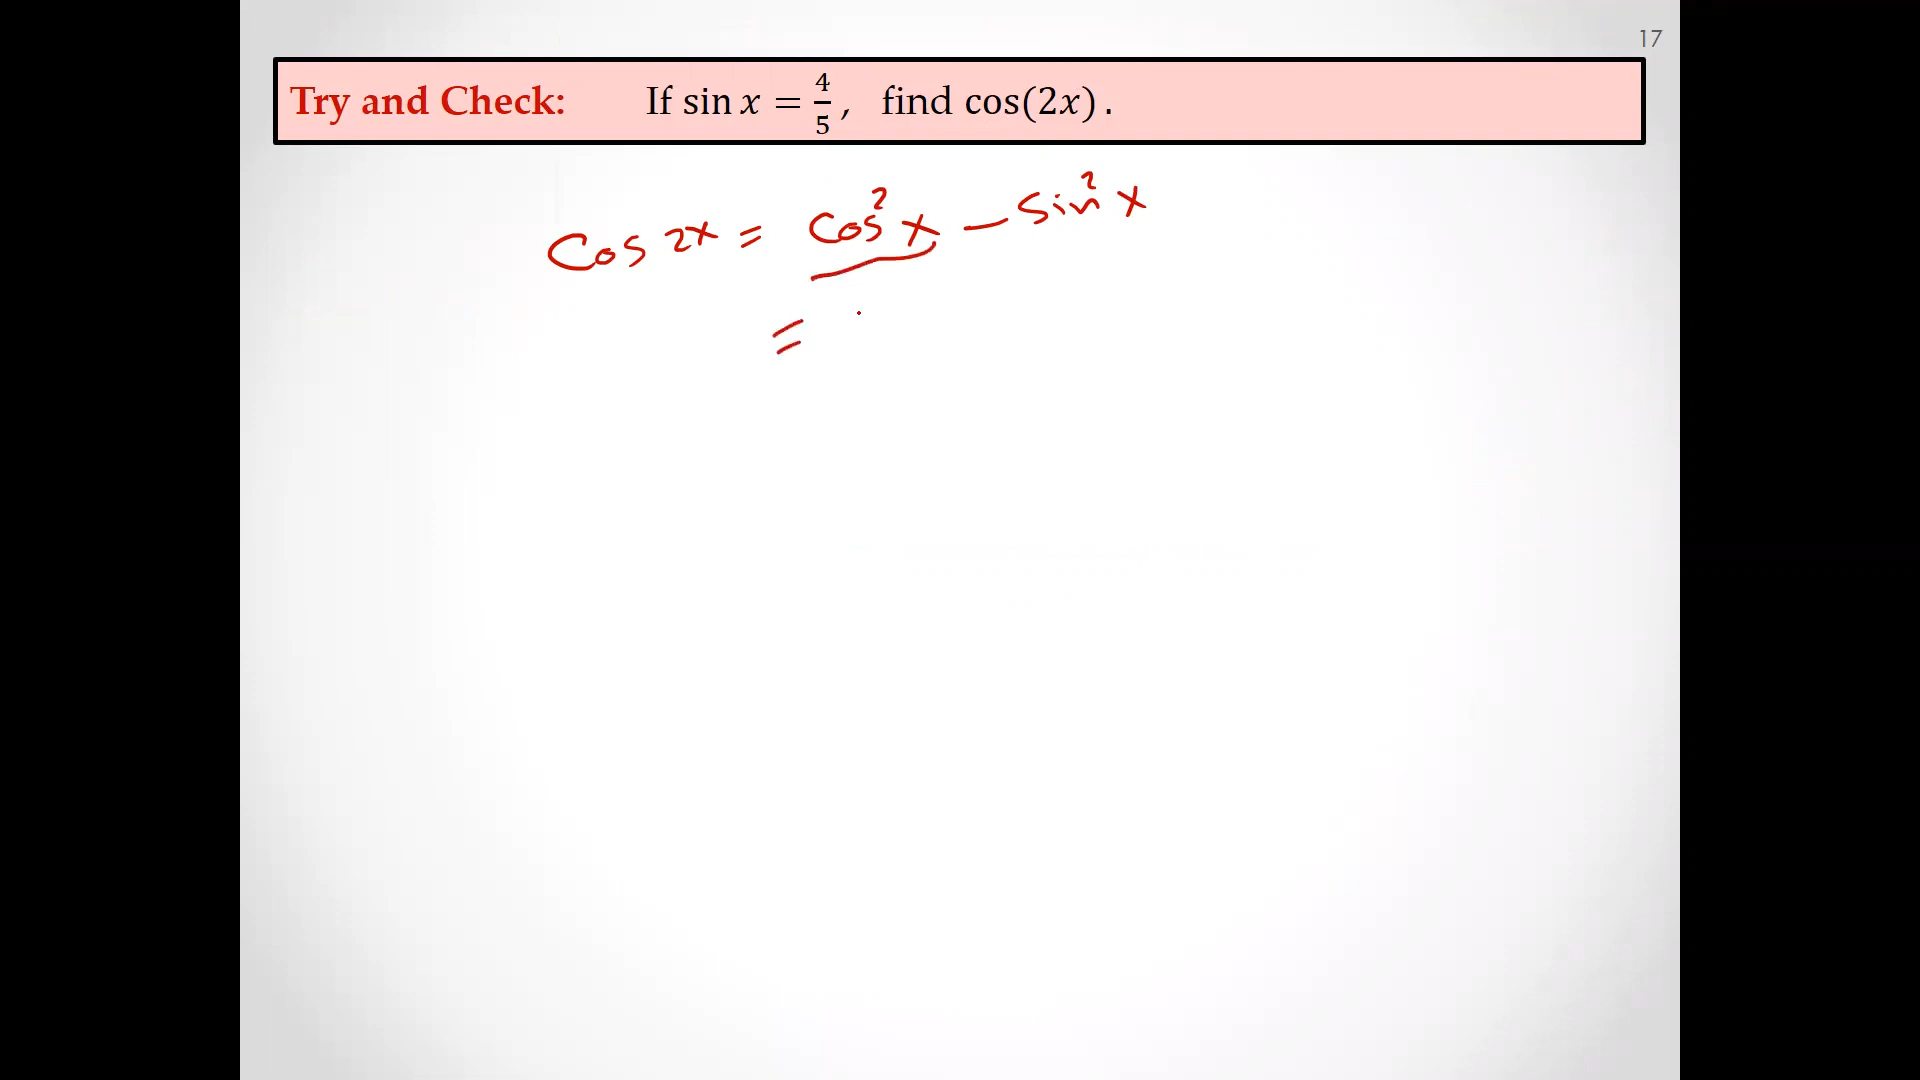 17
Try and Check: If sin x = 4/5, find cos(2x).
Cos 2x = Cos² x - Sin² x
=